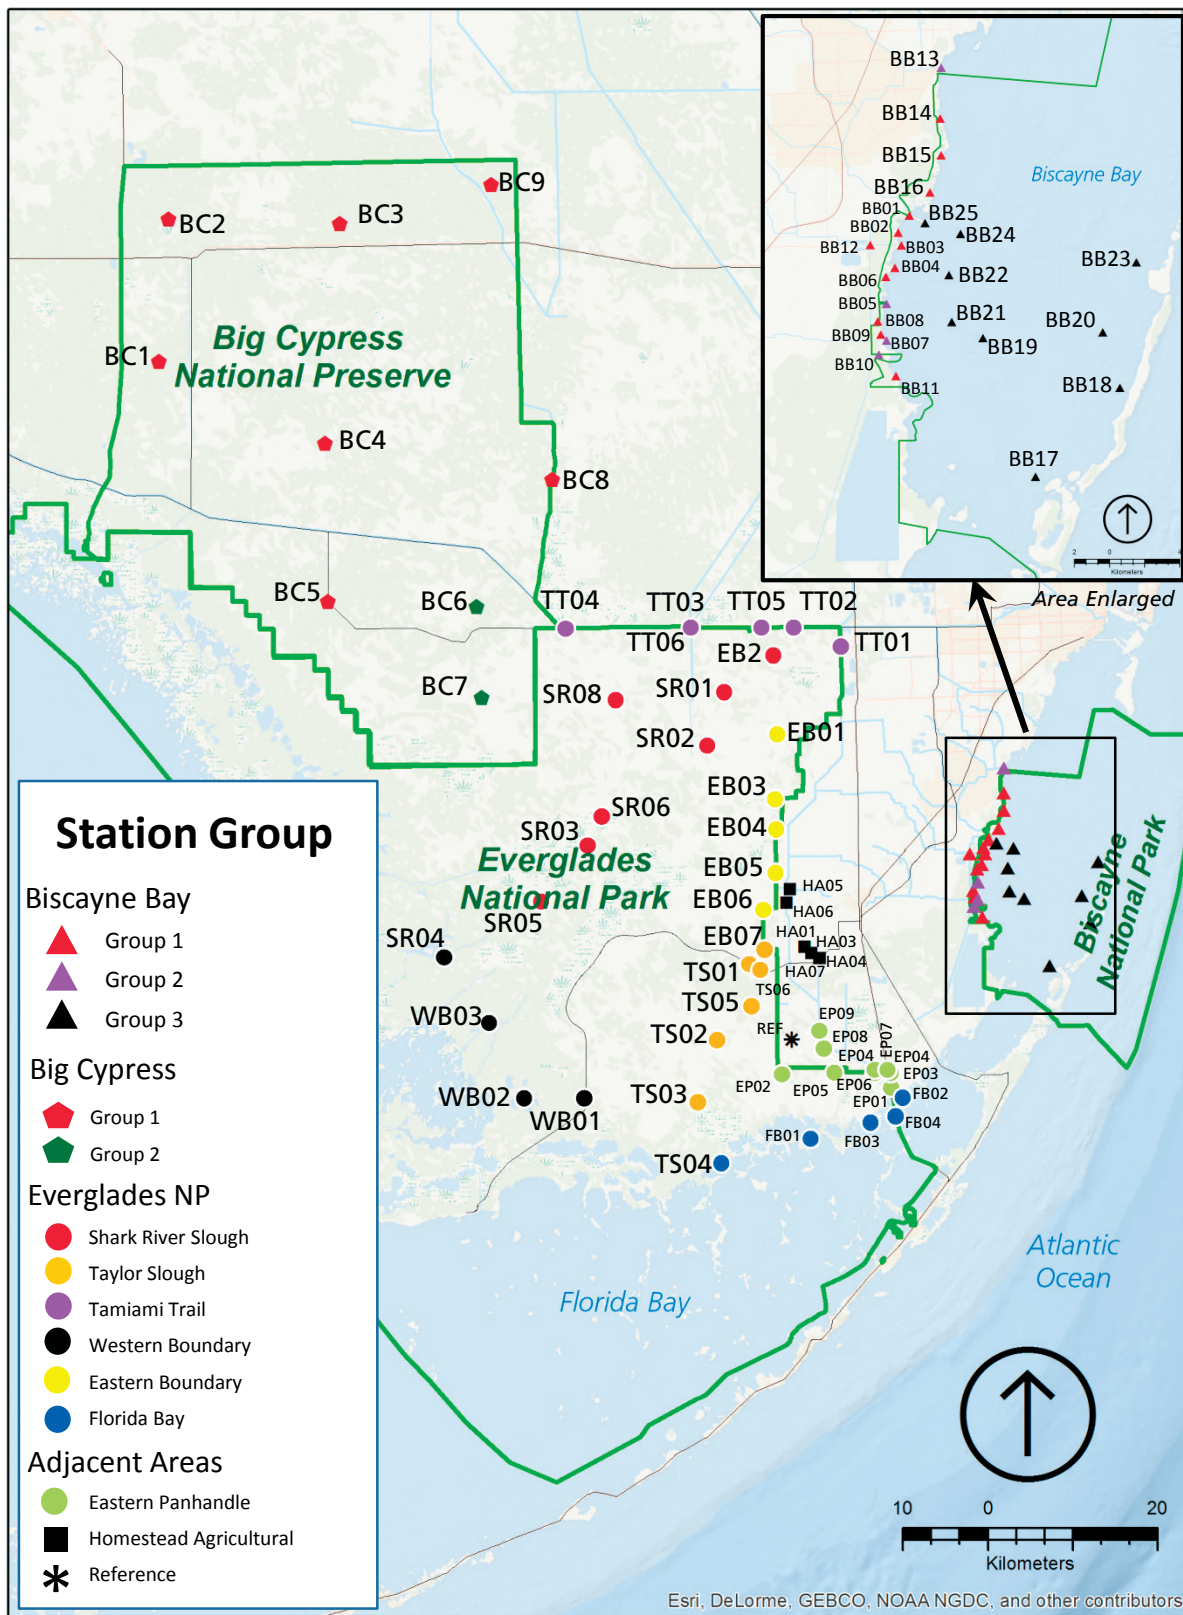 BB13
BB14
BB15
Biscayne Bay
BB16
BB01
BB25
BB02
BB24
BB12
BB03
BB23
BB04
BB22
BB06
BB05
BB21
BB20
BB08
BB09
BB07
BB19
BB10
BB18
BB11
BB17
2 0 4
Kilometers
Area Enlarged
BC9
BC2
BC3
Big Cypress
National Preserve
BC1
BC4
BC8
BC5
BC6
BC7
TT04
TT03
TT05
TT02
TT06
EB2
TT01
SR08
SR01
EB01
SR02
EB03
SR06
EB04
SR03
Everglades
National Park
EB05
HA05
SR05
EB06
HA06
SR04
EB07
HA01
HA03
HA04
HA07
TS01
TS06
TS05
WB03
REF
EP09
TS02
EP08
EP07
EP04
EP04
EP03
EP02
EP05
EP06
EP01
FB02
WB02
WB01
TS03
FB04
FB01
FB03
TS04
Biscayne
National Park
Florida Bay
Atlantic
Ocean
Station Group
Biscayne Bay
Group 1
Group 2
Group 3
Big Cypress
Group 1
Group 2
Everglades NP
Shark River Slough
Taylor Slough
Tamiami Trail
Western Boundary
Eastern Boundary
Florida Bay
Adjacent Areas
Eastern Panhandle
Homestead Agricultural
Reference
10 0 20
Kilometers
Esri, DeLorme, GEBCO, NOAA NGDC, and other contributors